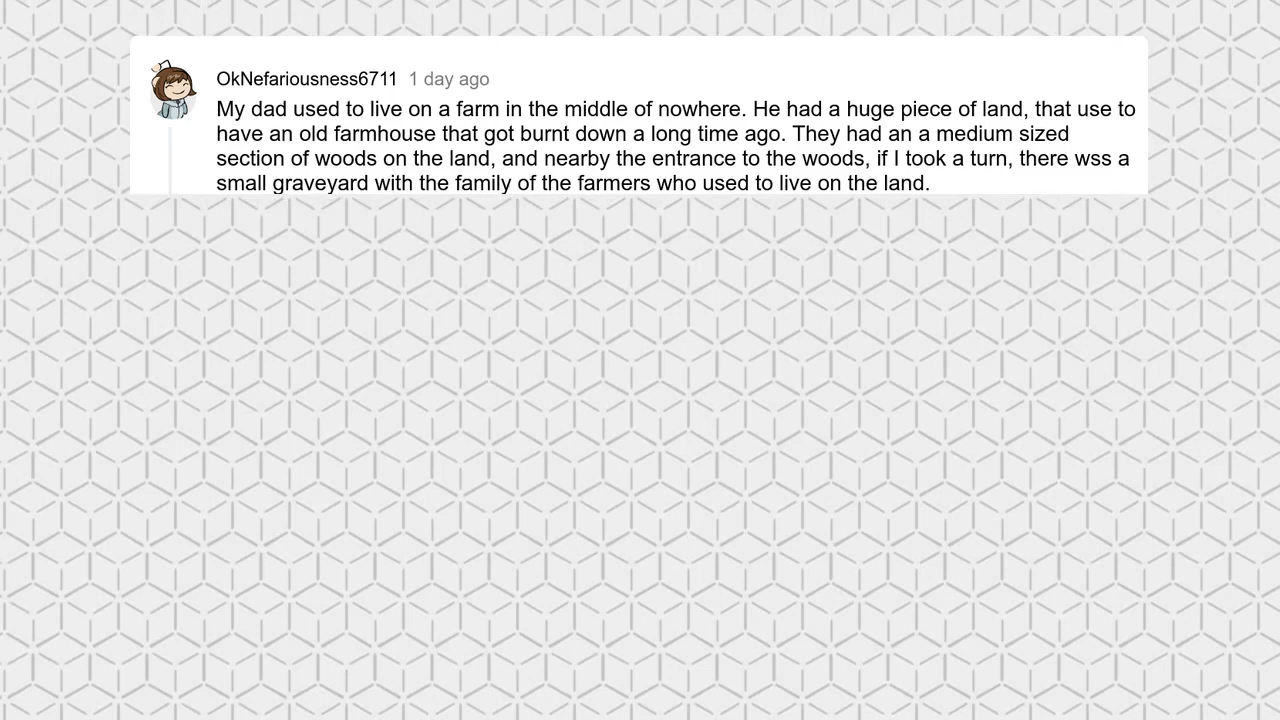 OkNefariousness6711 1 day ago
My dad used to live on a farm in the middle of nowhere. He had a huge piece of land, that use to
have an old farmhouse that got burnt down a long time ago. They had an a medium sized
section of woods on the land, and nearby the entrance to the woods, if I took a turn, there wss a
small graveyard with the family of the farmers who used to live on the land.